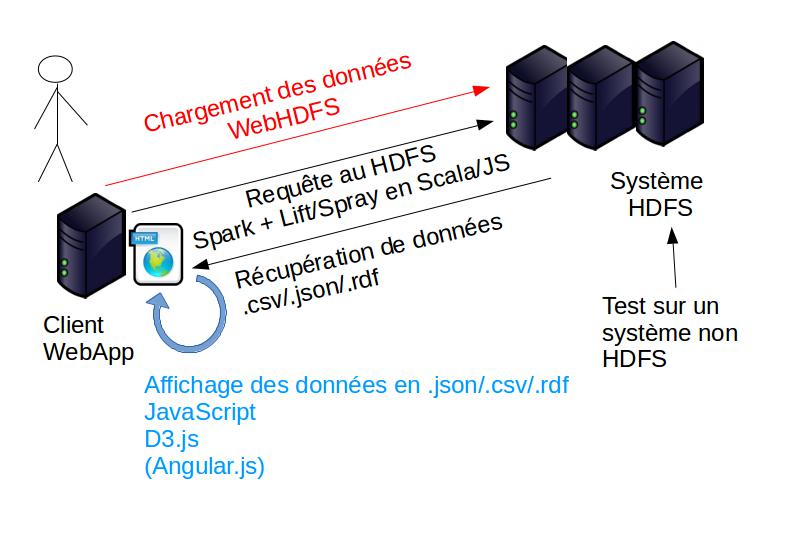 Chargement des données
WebHDFS
Requête au HDFS
Spark + Lift/Spray en Scala/JS
Récupération de données
.csv/.json/.rdf
Système
HDFS
Test sur un
système non
HDFS
HTML
Client
WebApp
Affichage des données en .json/.csv/.rdf
JavaScript
D3.js
(Angular.js)